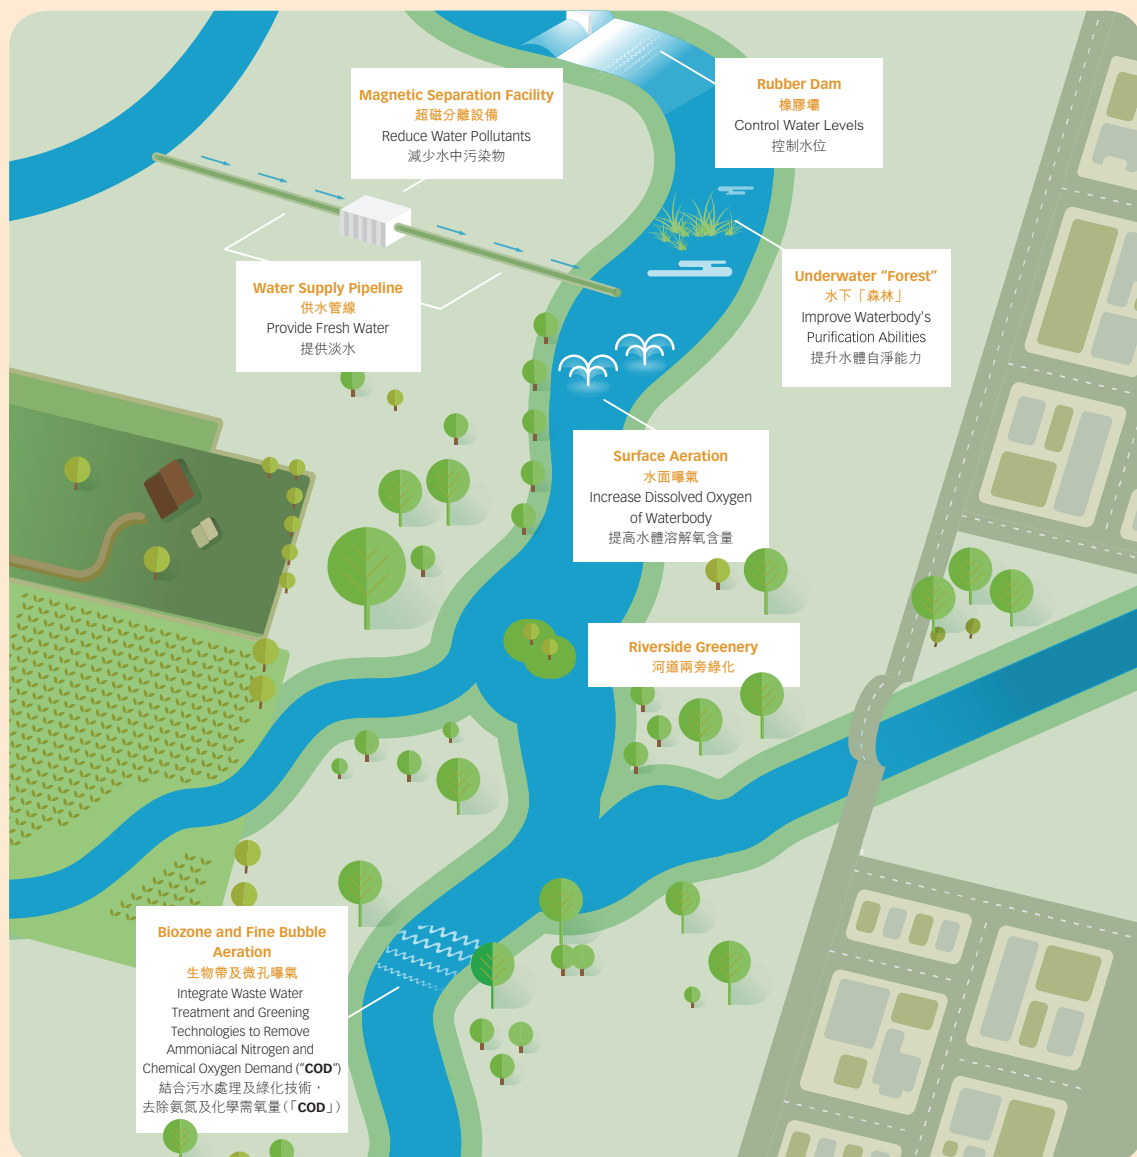 Magnetic Separation Facility
超磁分離設備
Reduce Water Pollutants
減少水中污染物
Rubber Dam
橡膠壩
Control Water Levels
控制水位
Water Supply Pipeline
供水管線
Provide Fresh Water
提供淡水
Underwater “Forest”
水下「森林」
Improve Waterbody's
Purification Abilities
提升水體自淨能力
Surface Aeration
水面曝氣
Increase Dissolved Oxygen
of Waterbody
提高水體溶解氧含量
Riverside Greenery
河道兩旁綠化
Biozone and Fine Bubble
Aeration
生物帶及微孔曝氣
Integrate Waste Water
Treatment and Greening
Technologies to Remove
Ammoniacal Nitrogen and
Chemical Oxygen Demand (“COD”)
結合污水處理及綠化技術，
去除氨氮及化學需氧量（「COD」）